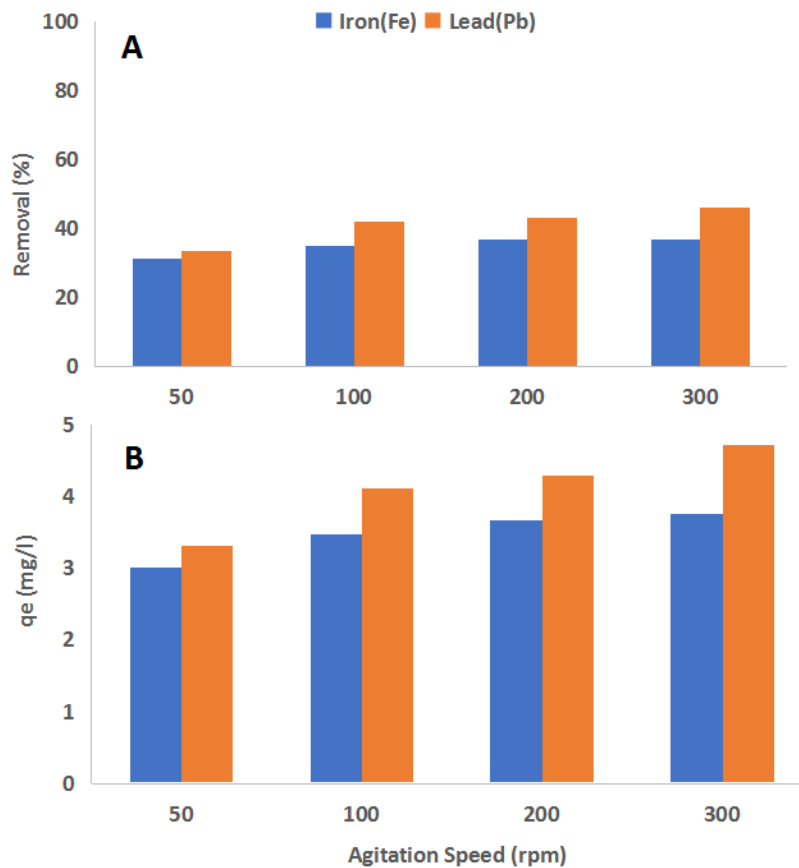 Iron(Fe) Lead(Pb)
A
100
80
60
40
20
0
Removal (%)
50 100 200 300
B
5
4
3
2
1
0
qe (mg/l)
50 100 200 300
Agitation Speed (rpm)